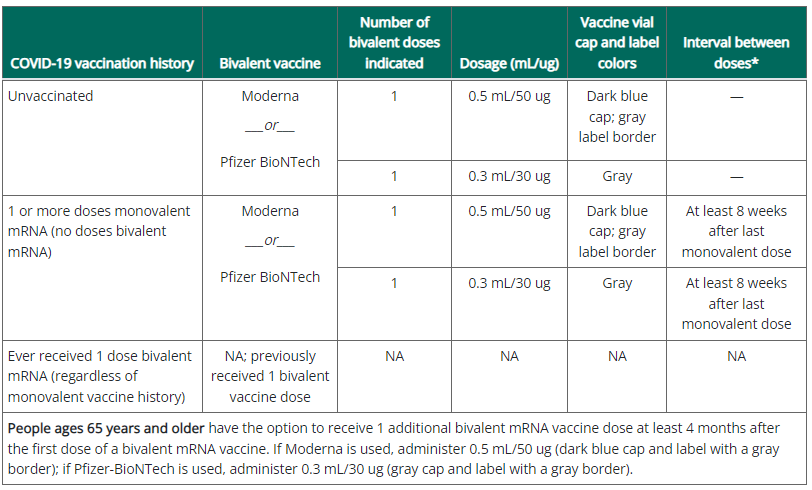 COVID-19 vaccination history
Bivalent vaccine
Number of
bivalent doses
indicated
Dosage (mL/ug)
Vaccine vial
cap and label
colors
Interval between
doses*
Unvaccinated
Moderna
___or___
Pfizer BioNTech
1
0.5 mL/50 ug
Dark blue
cap; gray
label border
—
1
0.3 mL/30 ug
Gray
—
1 or more doses monovalent
mRNA (no doses bivalent
mRNA)
Moderna
___or___
Pfizer BioNTech
1
0.5 mL/50 ug
Dark blue
cap; gray
label border
At least 8 weeks
after last
monovalent dose
1
0.3 mL/30 ug
Gray
At least 8 weeks
after last
monovalent dose
Ever received 1 dose bivalent
mRNA (regardless of
monovalent vaccine history)
NA; previously
received 1 bivalent
vaccine dose
NA
NA
NA
NA
People ages 65 years and older have the option to receive 1 additional bivalent mRNA vaccine dose at least 4 months after
the first dose of a bivalent mRNA vaccine. If Moderna is used, administer 0.5 mL/50 ug (dark blue cap and label with a gray
border); if Pfizer-BioNTech is used, administer 0.3 mL/30 ug (gray cap and label with a gray border).